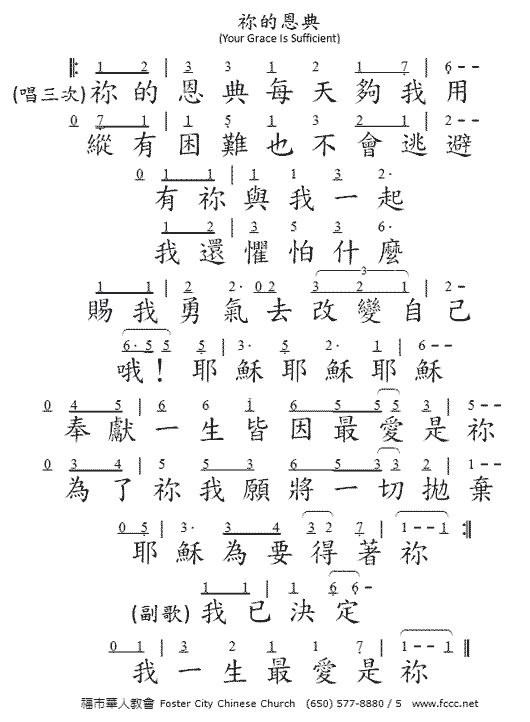 祢的恩典
(Your Grace Is Sufficient)
1 2 | 3 3 1 2 1 7 | 6 - -
(唱三次) 祢的恩典每天夠我用
0 7 1 | 1 5 1 3 2 1 | 2 - -
縱有困難也不會逃避
0 1 1 | 1 1 3 2·
有祢與我一起
1 2 | 3 5 3 6·
我還懼怕什麼
1 1 | 2 2· 0 2 3 2 1 | 2 -
3
賜我勇氣去改變自己
6· 5 5 5 | 3· 5 2· 1 | 6 - -
哦！耶穌耶穌耶穌
0 4 5 | 6 6 i 6 5 5 5 3 | 5 - -
奉獻一生皆因最愛是祢
0 3 4 | 5 5 3 6 5 3 3 2 | 1 - -
為了祢我願將一切拋棄
0 5 | 3· 3 4 3 2 7 | 1 - - 1 :||
耶穌為要得著祢
1 1 | 1 6 6 -
(副歌) 我已決定
0 1 | 3 2 1 1 7 | 1 - - 1 ||
我一生最愛是祢
福市華人教會 Foster City Chinese Church (650) 577-8880 / 5 www.fccc.net